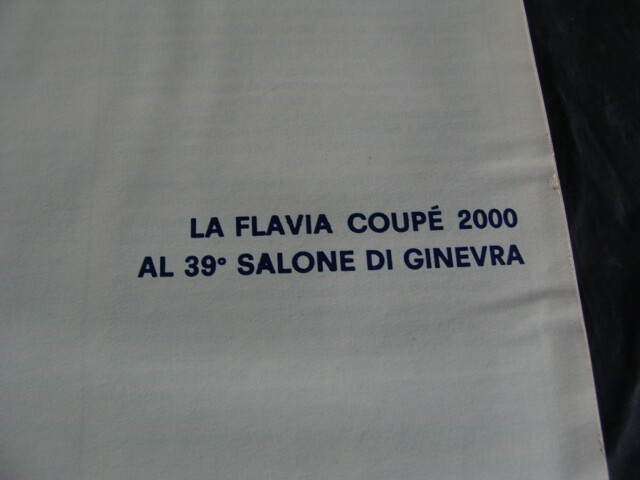 LA FLAVIA COUPÉ 2000
AL 39° SALONE DI GINEVRA